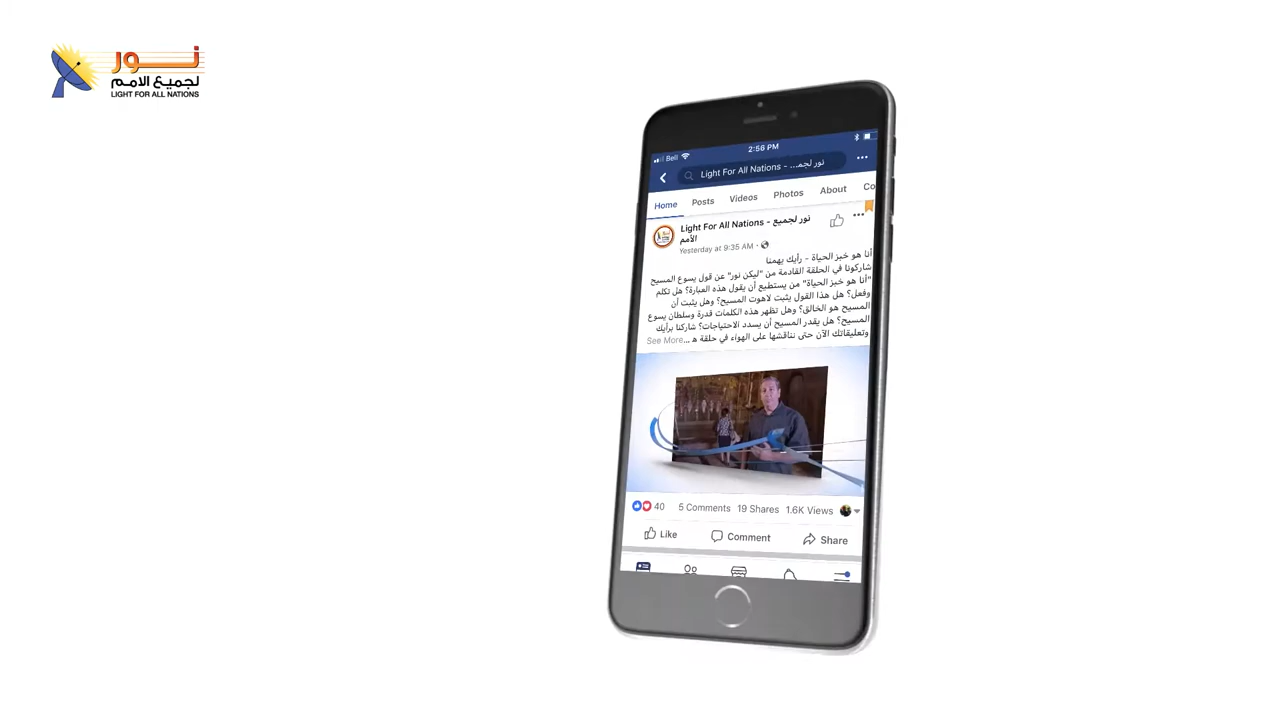 نور
لجميع الامم
LIGHT FOR ALL NATIONS
Bell
2:56 PM
Light For All Nations - ...نور لجمـ
Home Posts Videos Photos About Co
Light For All Nations - نور لجميع
الأمم
Yesterday at 9:35 AM
أنا هو خبز الحياة - رأيك يهمنا
شاركونا في الحلقة القادمة من "ليكن نور" عن قول يسوع المسيح
"أنا هو خبز الحياة" من يستطيع أن يقول هذه العبارة؟ هل تكلم
وفعل؟ هل هذا القول يثبت لاهوت المسيح؟ وهل يثبت أن
المسيح هو الخالق؟ وهل تظهر هذه الكلمات قدرة وسلطان يسوع
المسيح؟ هل يقدر المسيح أن يسدد الاحتياجات؟ شاركنا برأيك
وتعليقاتك الآن حتى نناقشها على الهواء في حلقة هـ ... See More
40 5 Comments 19 Shares 1.6K Views
Like Comment Share